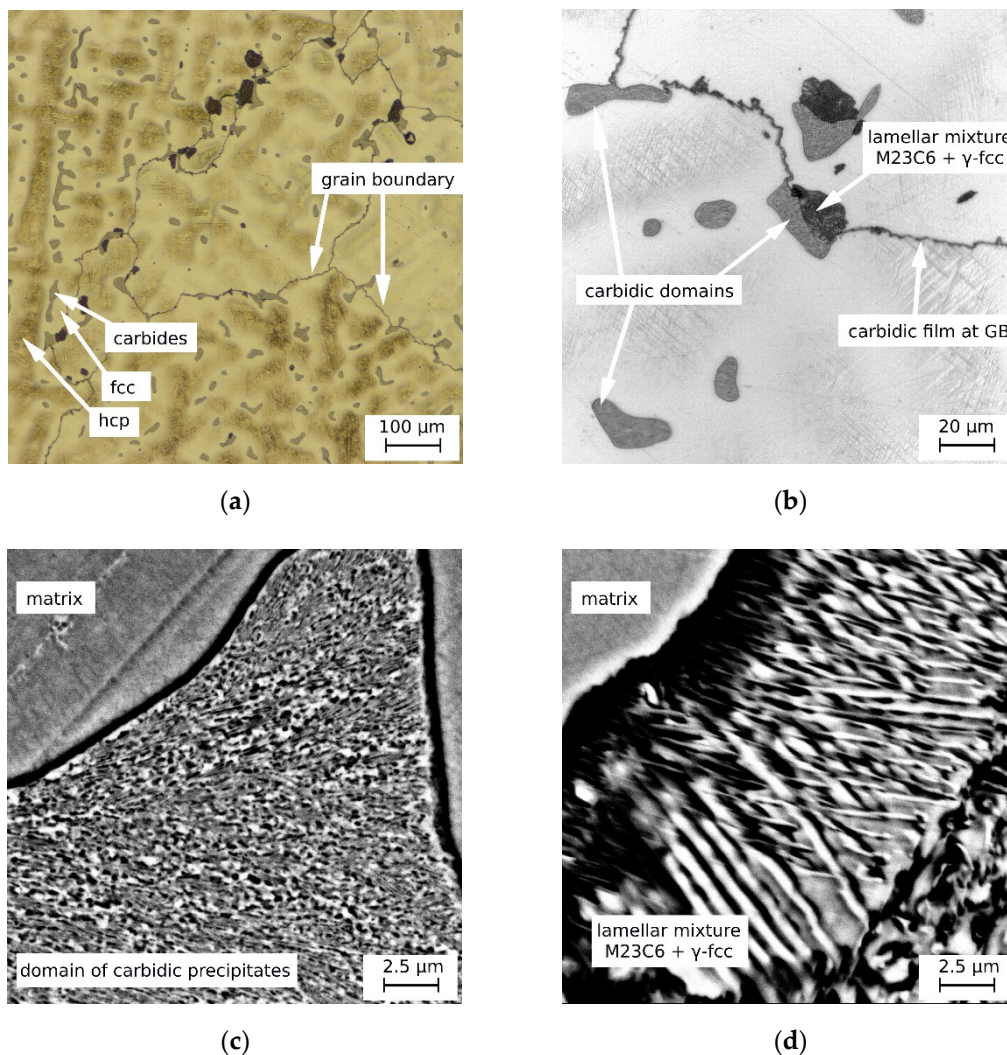 grain boundary
carbides
fcc
hcp
100 µm
(a)
lamellar mixture
M23C6 + γ-fcc
carbidic domains
carbidic film at GB
20 µm
(b)
matrix
domain of carbidic precipitates
2.5 µm
(c)
matrix
lamellar mixture
M23C6 + γ-fcc
2.5 µm
(d)